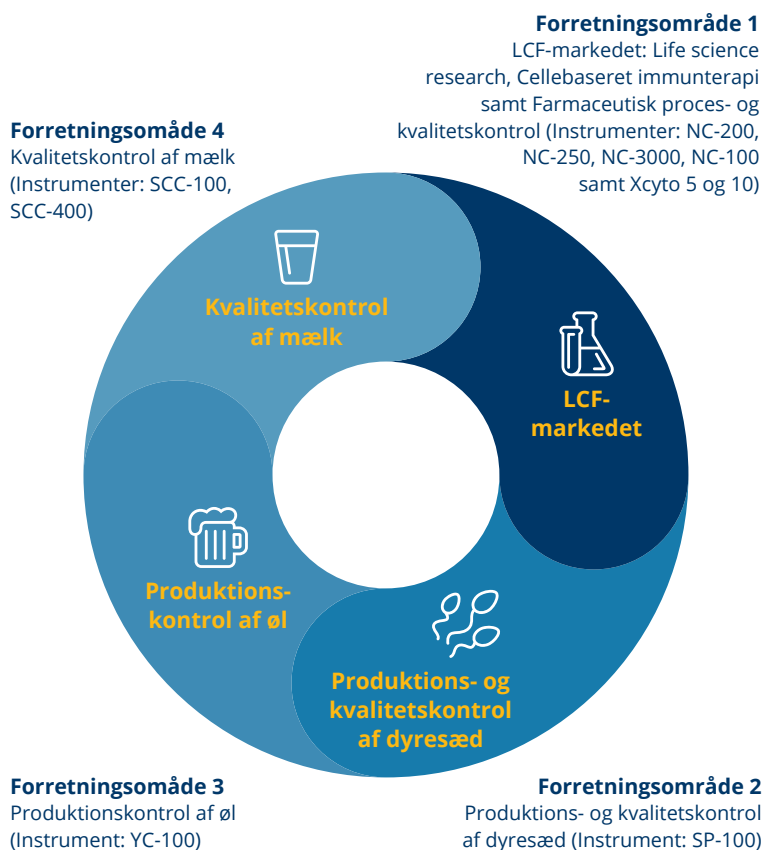 Forretningsområde 1
LCF-markedet: Life science
research, Cellebaseret immunterapi
samt Farmaceutisk proces- og
kvalitetskontrol (Instrumenter: NC-200,
NC-250, NC-3000, NC-100
samt Xcyto 5 og 10)
Forretningsomåde 4
Kvalitetskontrol af mælk
(Instrumenter: SCC-100,
SCC-400)
Kvalitetskontrol
af mælk
LCF-
markedet
Produktions-
kontrol af øl
Produktions- og
kvalitetskontrol
af dyresæd
Forretningsomåde 3
Produktionskontrol af øl
(Instrument: YC-100)
Forretningsområde 2
Produktions- og kvalitetskontrol
af dyresæd (Instrument: SP-100)